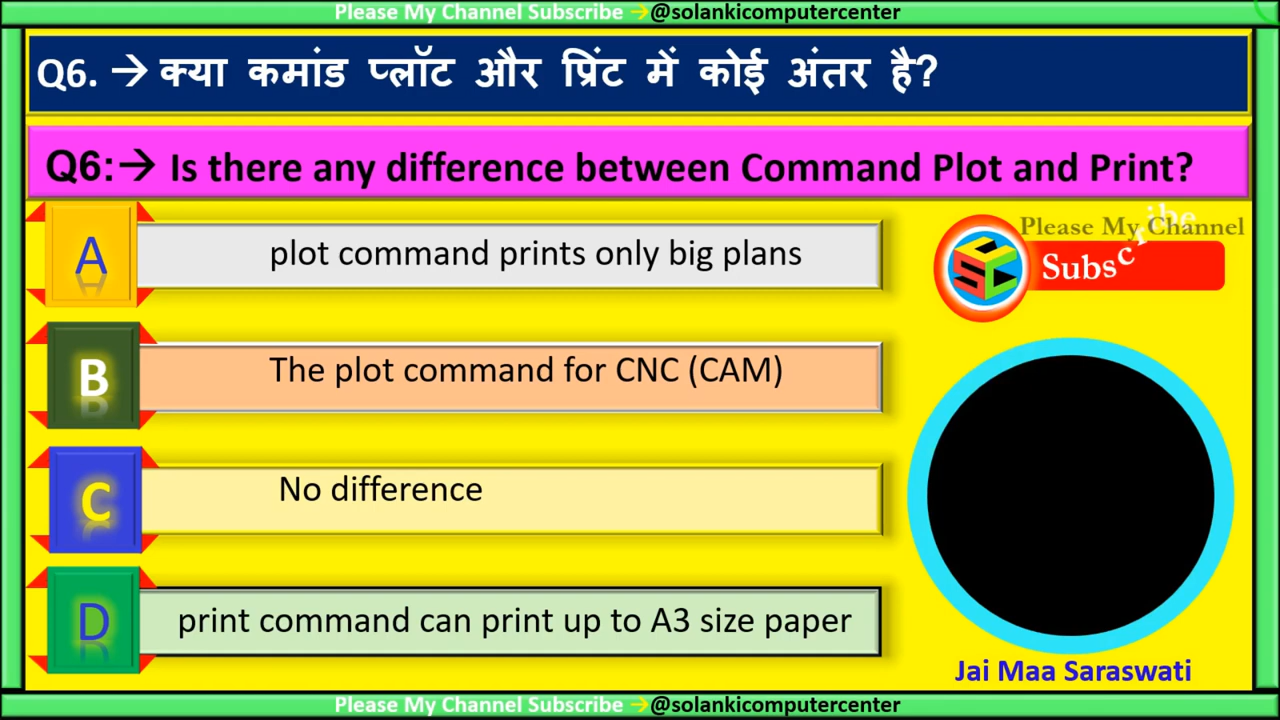 Please My Channel Subscribe →@solankicomputercenter
Q6. → क्या कमांड प्लॉट और प्रिंट में कोई अंतर है?
Q6:→ Is there any difference between Command Plot and Print?
A
plot command prints only big plans
Please My Channel
Subscribe
SCC
B
The plot command for CNC (CAM)
C
No difference
D
print command can print up to A3 size paper
Jai Maa Saraswati
Please My Channel Subscribe →@solankicomputercenter